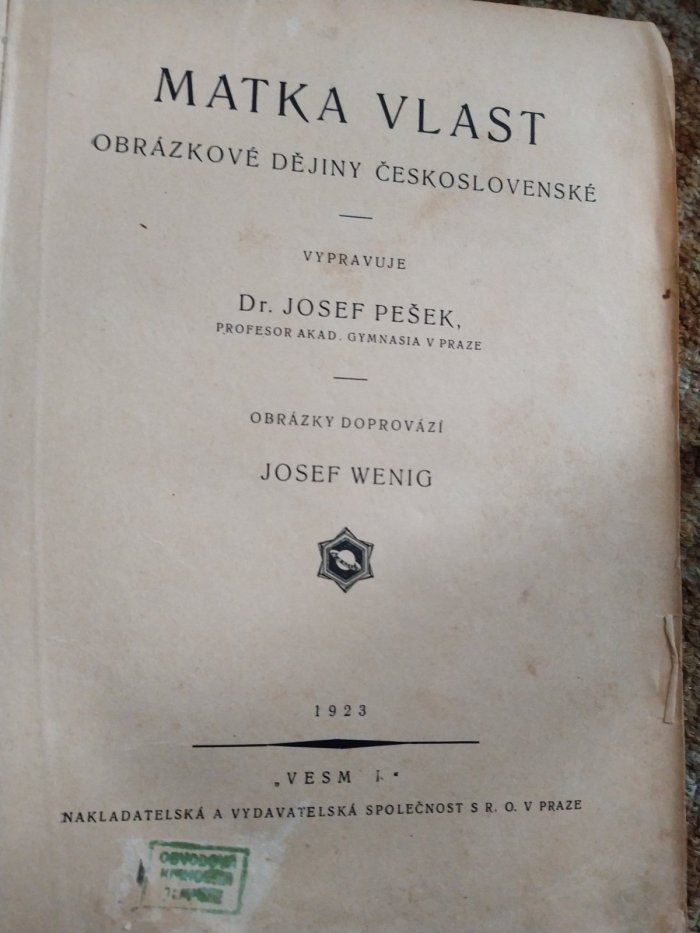 MATKA VLAST
OBRÁZKOVÉ DĚJINY ČESKOSLOVENSKÉ
VYPRAVUJE
Dr. JOSEF PEŠEK,
PROFESOR AKAD. GYMNASIA V PRAZE
OBRÁZKY DOPROVÁZÍ
JOSEF WENIG
1923
NAKLADATELSKÁ A VYDAVATELSKÁ SPOLEČNOST S R. O. V PRAZE
OBVODOVÁ
KNIHOVNA